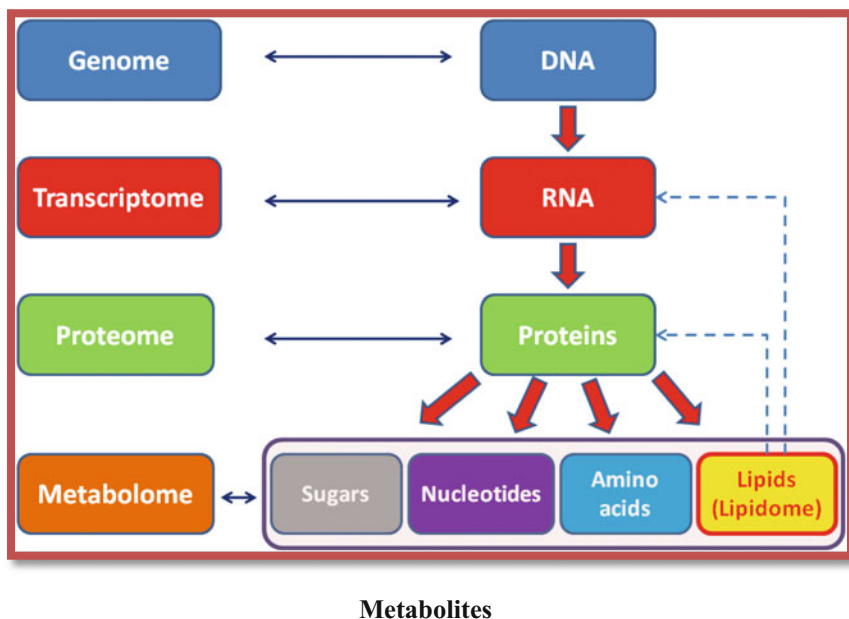 Genome
DNA
Transcriptome
RNA
Proteome
Proteins
Metabolome
Sugars
Nucleotides
Amino
acids
Lipids
(Lipidome)
Metabolites